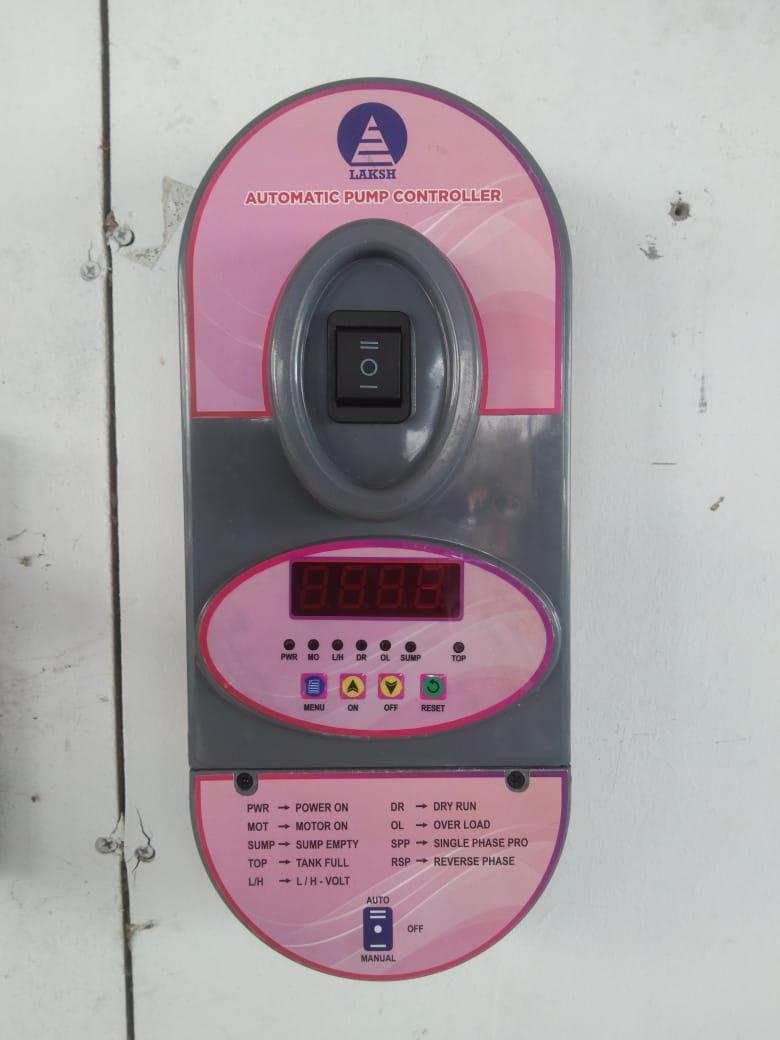 LAKSH
AUTOMATIC PUMP CONTROLLER
PWR MO L/H DR OL SUMP TOP
MENU ON OFF RESET
PWR → POWER ON
MOT → MOTOR ON
SUMP → SUMP EMPTY
TOP → TANK FULL
L/H → L / H - VOLT
DR → DRY RUN
OL → OVER LOAD
SPP → SINGLE PHASE PRO
RSP → REVERSE PHASE
AUTO
OFF
MANUAL